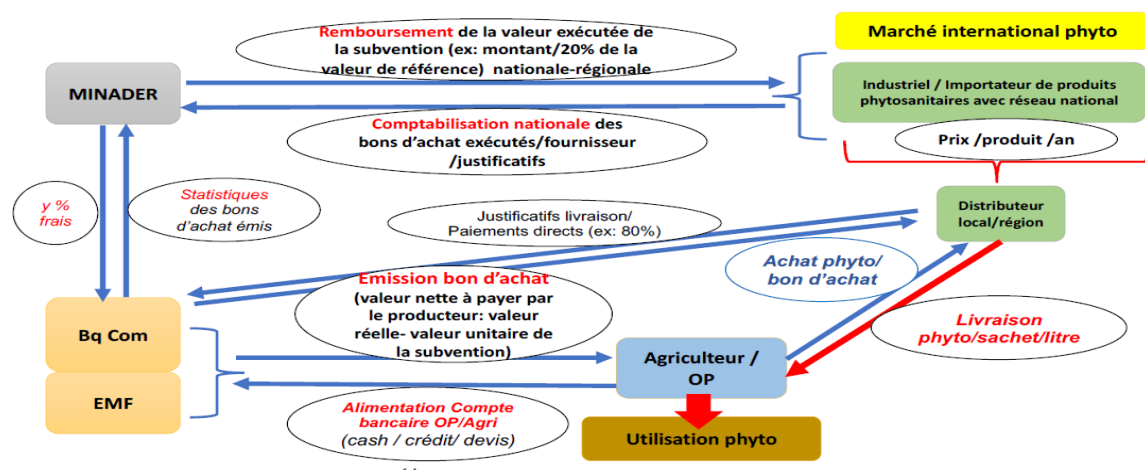 Remboursement de la valeur exécutée de
la subvention (ex: montant/20% de la
valeur de référence) nationale-régionale
Marché international phyto
MINADER
Industriel / Importateur de produits
phytosanitaires avec réseau national
Comptabilisation nationale des
bons d'achat exécutés/fournisseur
/justificatifs
Prix /produit /an
y %
frais
Statistiques
des bons
d'achat émis
Justificatifs livraison/
Paiements directs (ex: 80%)
Distributeur
local/région
Achat phyto/
bon d'achat
Emission bon d'achat
(valeur nette à payer par
le producteur: valeur
réelle- valeur unitaire de
la subvention)
Livraison
phyto/sachet/litre
Bq Com
EMF
Agriculteur /
OP
Alimentation Compte
bancaire OP/Agri
(cash / crédit/ devis)
Utilisation phyto